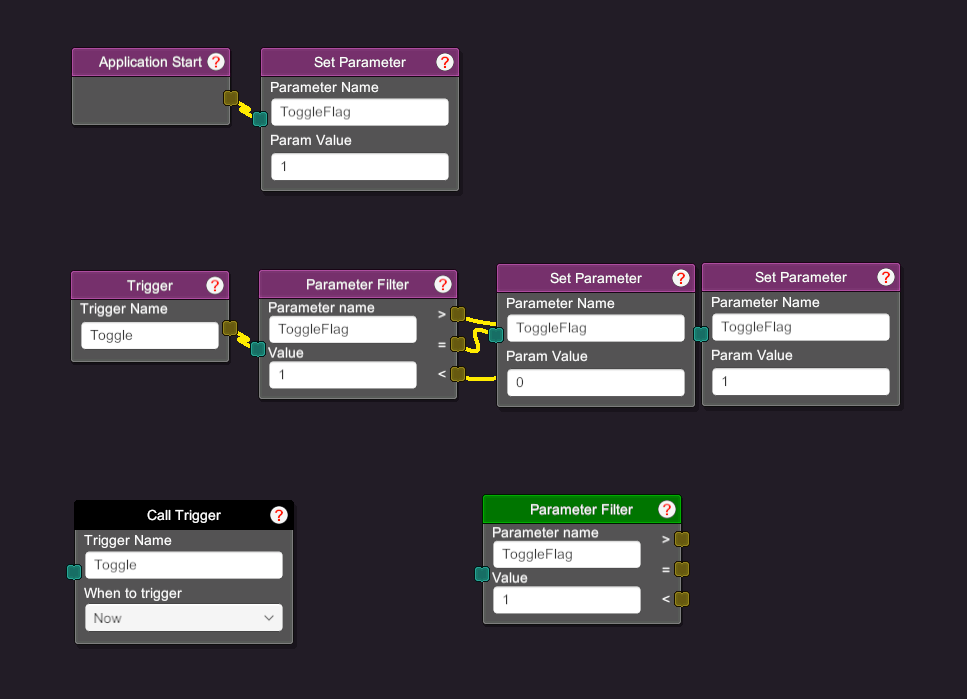 Application Start ?
Set Parameter ?
Parameter Name
ToggleFlag
Param Value
1
Trigger ?
Trigger Name
Toggle
Parameter Filter ?
Parameter name
>
ToggleFlag
=
Value
1
<
Set Parameter ?
Parameter Name
ToggleFlag
Param Value
0
Set Parameter ?
Parameter Name
ToggleFlag
Param Value
1
Call Trigger ?
Trigger Name
Toggle
When to trigger
Now
Parameter Filter ?
Parameter name
>
ToggleFlag
=
Value
1
<